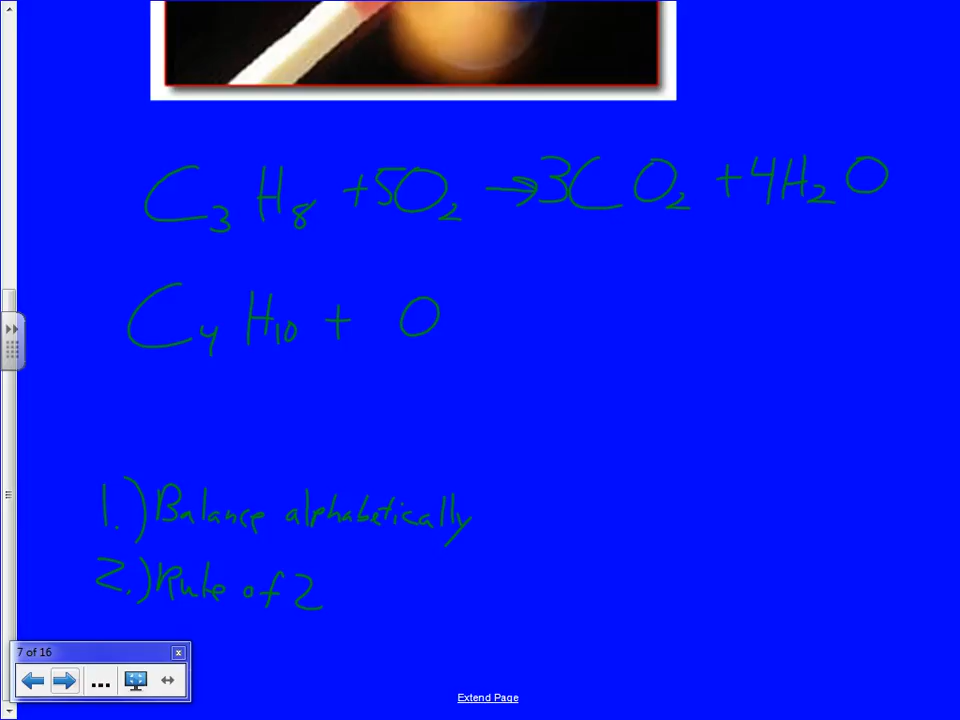 C₃H₈ +5O₂ →3CO₂ +4H₂O
C₄H₁₀ + O
1.) Balance alphabetically
2.) Rule of 2
7 of 16
Extend Page